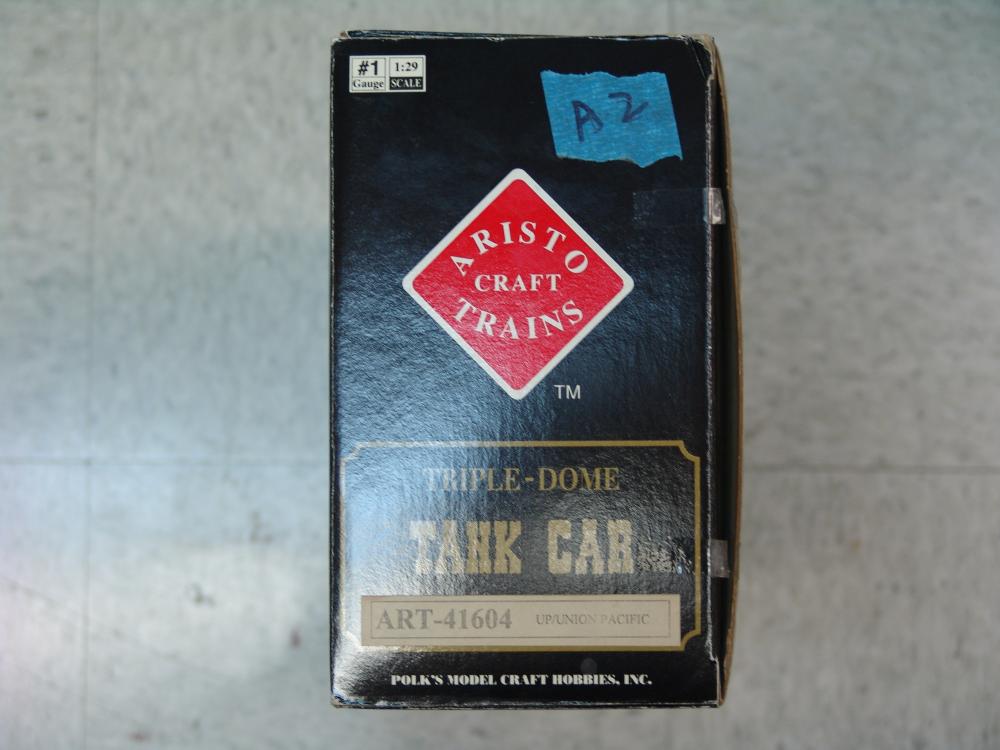 #1
Gauge
1:29
SCALE
A2
ARISTO
CRAFT
TRAINS
TM
TRIPLE-DOME
TANK CAR
ART-41604 UP/UNION PACIFIC
POLK'S MODEL CRAFT HOBBIES, INC.